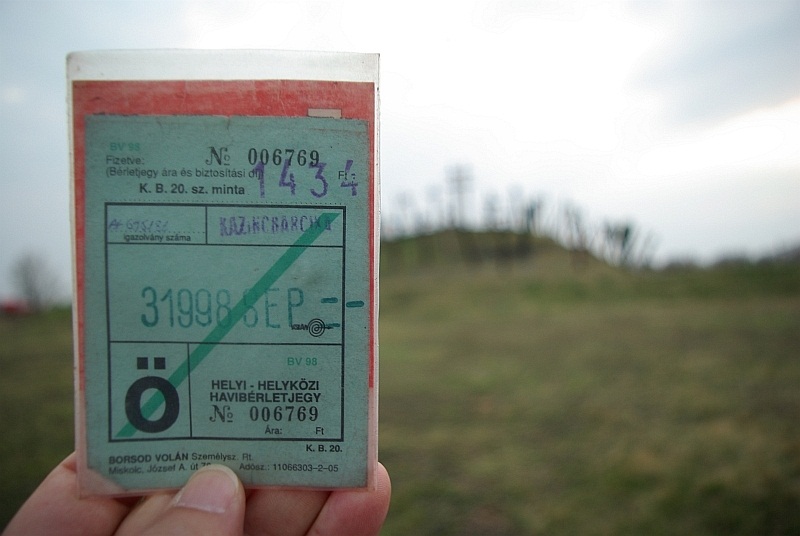 BV 98
Fizetve: № 006769
(Bérletjegy ára és biztosítási díj) 1434 Ft
K. B. 20. sz. minta
KAZINCBARCIKA
igazolvány száma
31998 SEP --
VOLÁN
BV 98
Ö
HELYI - HELYKÖZI
HAVIBÉRLETJEGY
№ 006769
Ára: Ft
K. B. 20.
BORSOD VOLÁN Személysz. Rt.
Miskolc, József A. út Adósz.: 11066303-2-05